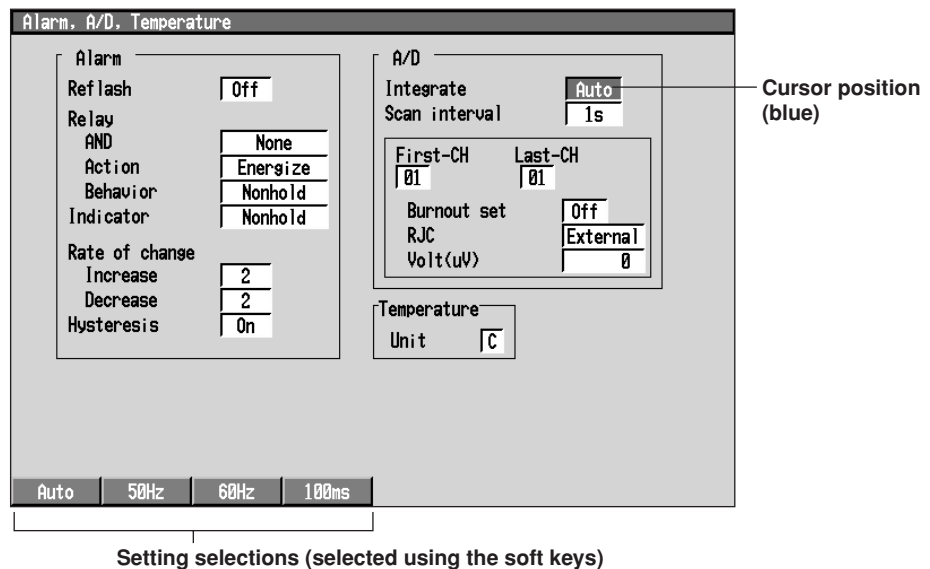 Alarm, A/D, Temperature
Alarm
Reflash Off
Relay
AND None
Action Energize
Behavior Nonhold
Indicator Nonhold
Rate of change
Increase 2
Decrease 2
Hysteresis On
A/D
Integrate Auto
Scan interval 1s
First-CH Last-CH
01 01
Burnout set Off
RJC External
Volt(uV) 0
Temperature
Unit C
Cursor position
(blue)
Auto 50Hz 60Hz 100ms
Setting selections (selected using the soft keys)